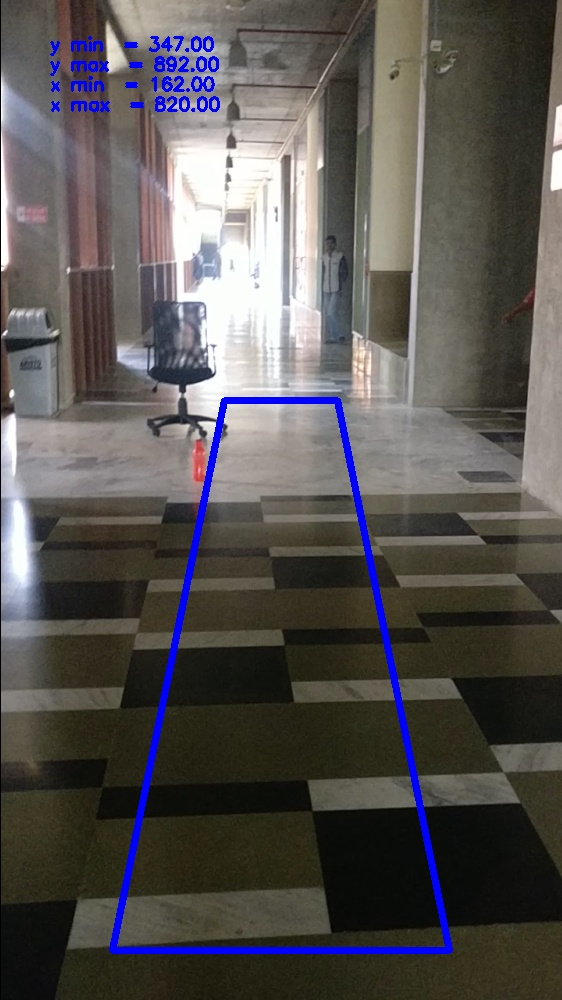 y min = 347.00
y max = 892.00
x min = 162.00
x max = 820.00